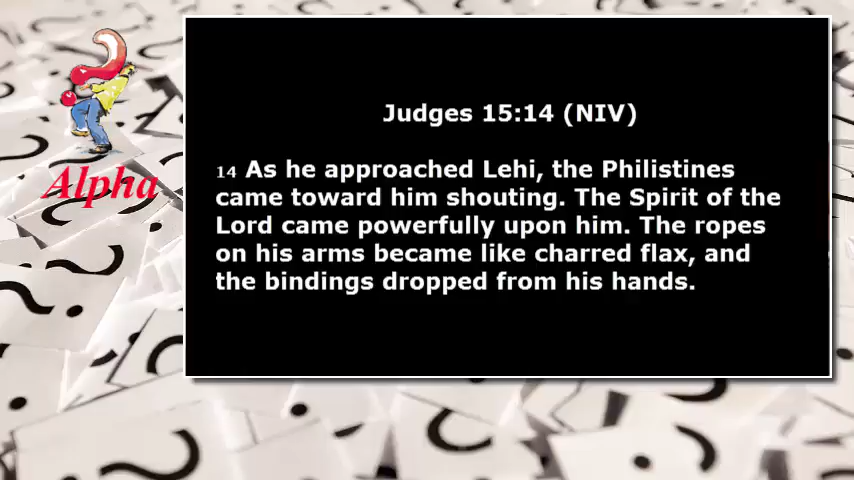 Alpha
Judges 15:14 (NIV)
14 As he approached Lehi, the Philistines
came toward him shouting. The Spirit of the
Lord came powerfully upon him. The ropes
on his arms became like charred flax, and
the bindings dropped from his hands.